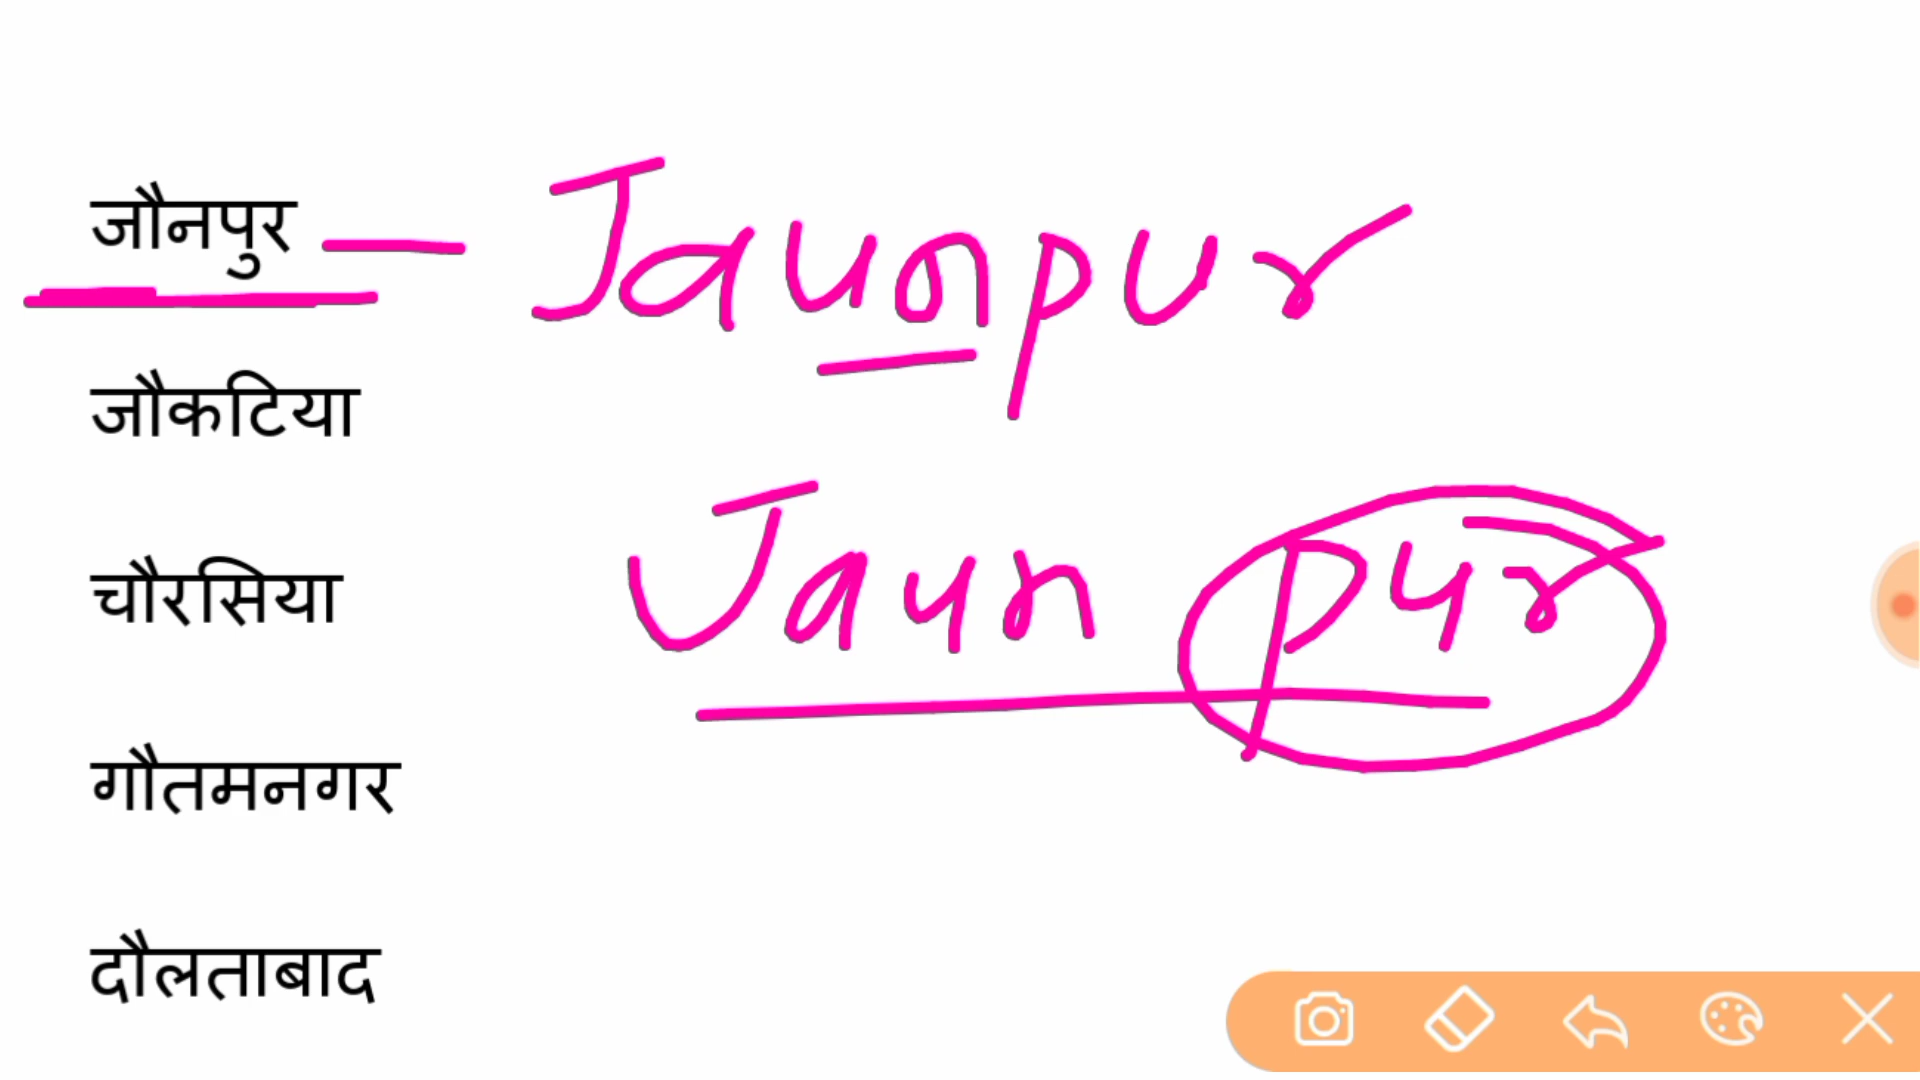 जौनपुर — Jaunpur
जौकटिया
Jaun pur
चौरसिया
गौतमनगर
दौलताबाद